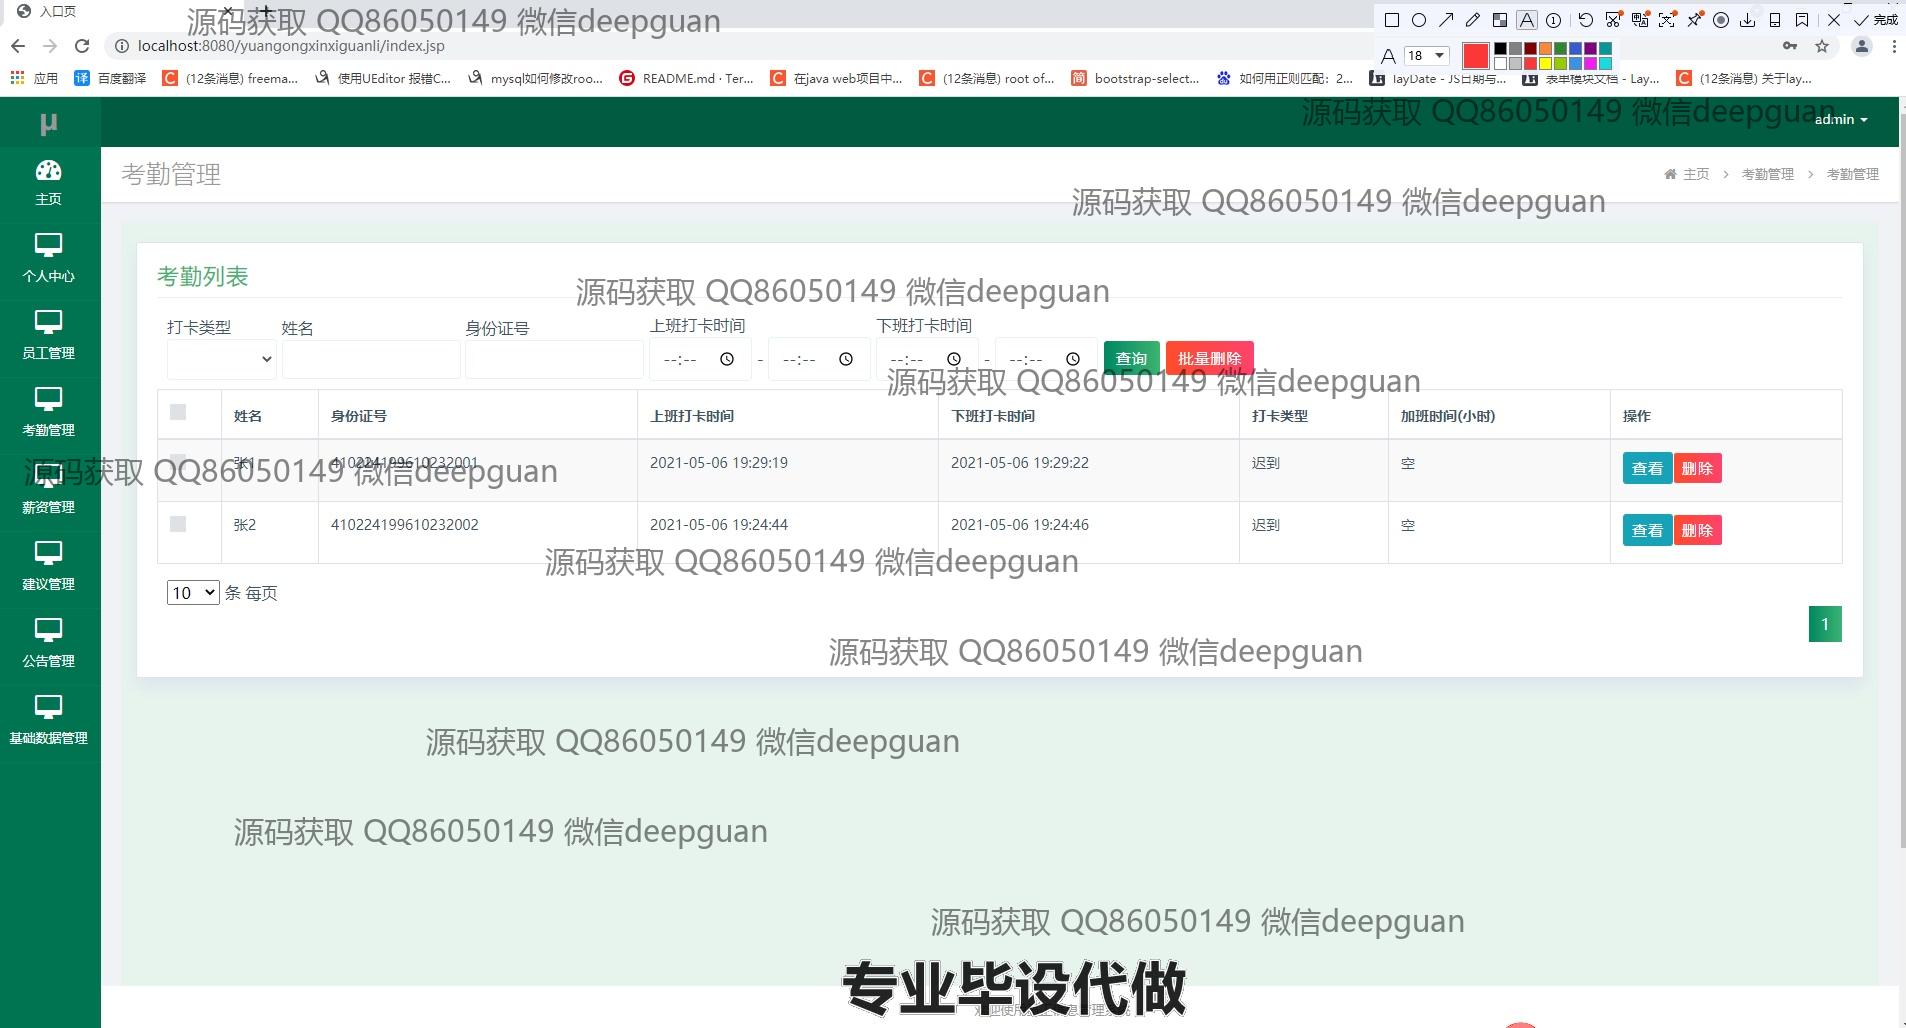 入口页
源码获取 QQ86050149 微信deepguan
完成
localhost:8080/yuangongxinxiguanli/index.jsp
18
应用 百度翻译 (12条消息) freema... 使用UEditor 报错C... mysql如何修改roo... README.md · Ter... 在java web项目中... (12条消息) root of... bootstrap-select... 如何用正则匹配：2... layDate - JS日期与... 表单模块文档 - Lay... (12条消息) 关于lay...
源码获取 QQ86050149 微信deepguan
μ
admin
主页
个人中心
员工管理
考勤管理
薪资管理
建议管理
公告管理
基础数据管理
考勤管理
主页 > 考勤管理 > 考勤管理
源码获取 QQ86050149 微信deepguan
考勤列表
源码获取 QQ86050149 微信deepguan
打卡类型 姓名 身份证号 上班打卡时间 下班打卡时间
--:-- - --:-- --:-- - --:-- 查询 批量删除
源码获取 QQ86050149 微信deepguan
姓名 身份证号 上班打卡时间 下班打卡时间 打卡类型 加班时间(小时) 操作
张1 410224199610232001 2021-05-06 19:29:19 2021-05-06 19:29:22 迟到 空 查看 删除
源码获取 QQ86050149 微信deepguan
张2 410224199610232002 2021-05-06 19:24:44 2021-05-06 19:24:46 迟到 空 查看 删除
源码获取 QQ86050149 微信deepguan
10 条 每页
1
源码获取 QQ86050149 微信deepguan
源码获取 QQ86050149 微信deepguan
源码获取 QQ86050149 微信deepguan
源码获取 QQ86050149 微信deepguan
专业毕设代做